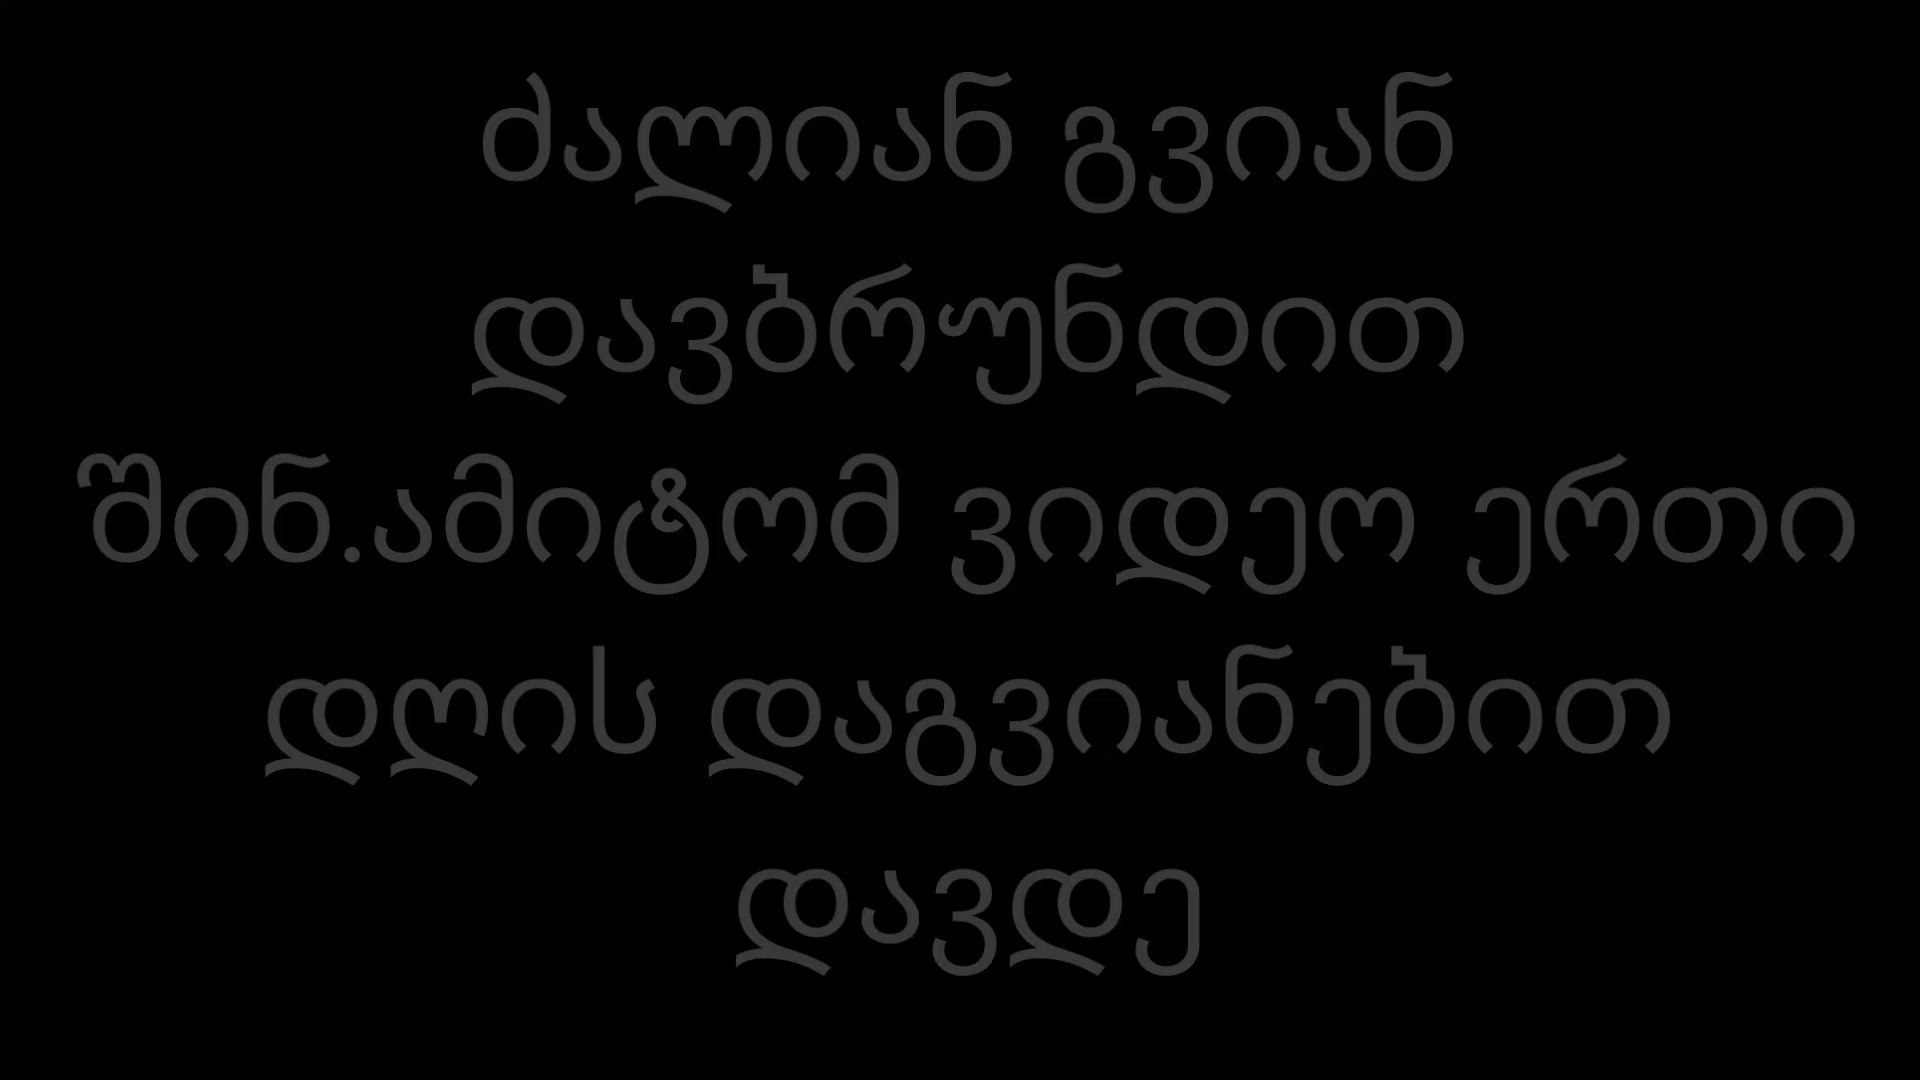 ძალიან გვიან
დავბრუნდით
შინ.ამიტომ ვიდეო ერთი
დღის დაგვიანებით
დავდე